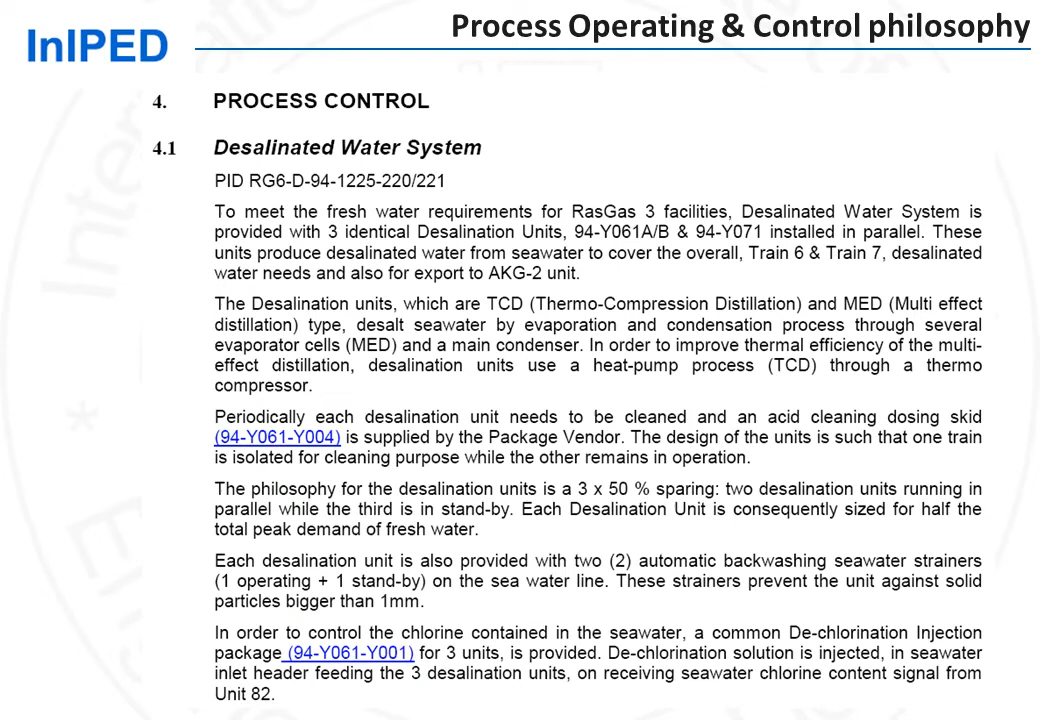 Process Operating & Control philosophy
InIPED
4. PROCESS CONTROL
4.1 Desalinated Water System
PID RG6-D-94-1225-220/221
To meet the fresh water requirements for RasGas 3 facilities, Desalinated Water System is
provided with 3 identical Desalination Units, 94-Y061A/B & 94-Y071 installed in parallel. These
units produce desalinated water from seawater to cover the overall, Train 6 & Train 7, desalinated
water needs and also for export to AKG-2 unit.
The Desalination units, which are TCD (Thermo-Compression Distillation) and MED (Multi effect
distillation) type, desalt seawater by evaporation and condensation process through several
evaporator cells (MED) and a main condenser. In order to improve thermal efficiency of the multi-
effect distillation, desalination units use a heat-pump process (TCD) through a thermo
compressor.
Periodically each desalination unit needs to be cleaned and an acid cleaning dosing skid
(94-Y061-Y004) is supplied by the Package Vendor. The design of the units is such that one train
is isolated for cleaning purpose while the other remains in operation.
The philosophy for the desalination units is a 3 x 50 % sparing: two desalination units running in
parallel while the third is in stand-by. Each Desalination Unit is consequently sized for half the
total peak demand of fresh water.
Each desalination unit is also provided with two (2) automatic backwashing seawater strainers
(1 operating + 1 stand-by) on the sea water line. These strainers prevent the unit against solid
particles bigger than 1mm.
In order to control the chlorine contained in the seawater, a common De-chlorination Injection
package (94-Y061-Y001) for 3 units, is provided. De-chlorination solution is injected, in seawater
inlet header feeding the 3 desalination units, on receiving seawater chlorine content signal from
Unit 82.